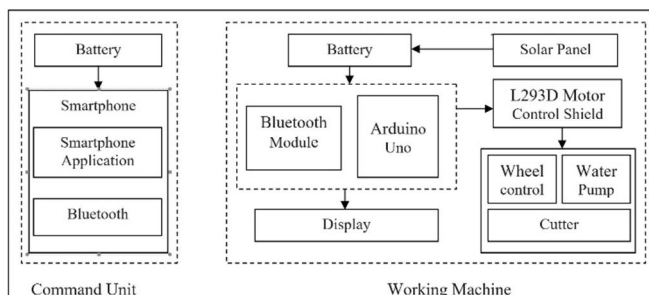 Battery
Smartphone
Smartphone
Application
Bluetooth
Command Unit
Battery
Solar Panel
Bluetooth
Module
Arduino
Uno
L293D Motor
Control Shield
Wheel
control
Water
Pump
Cutter
Display
Working Machine